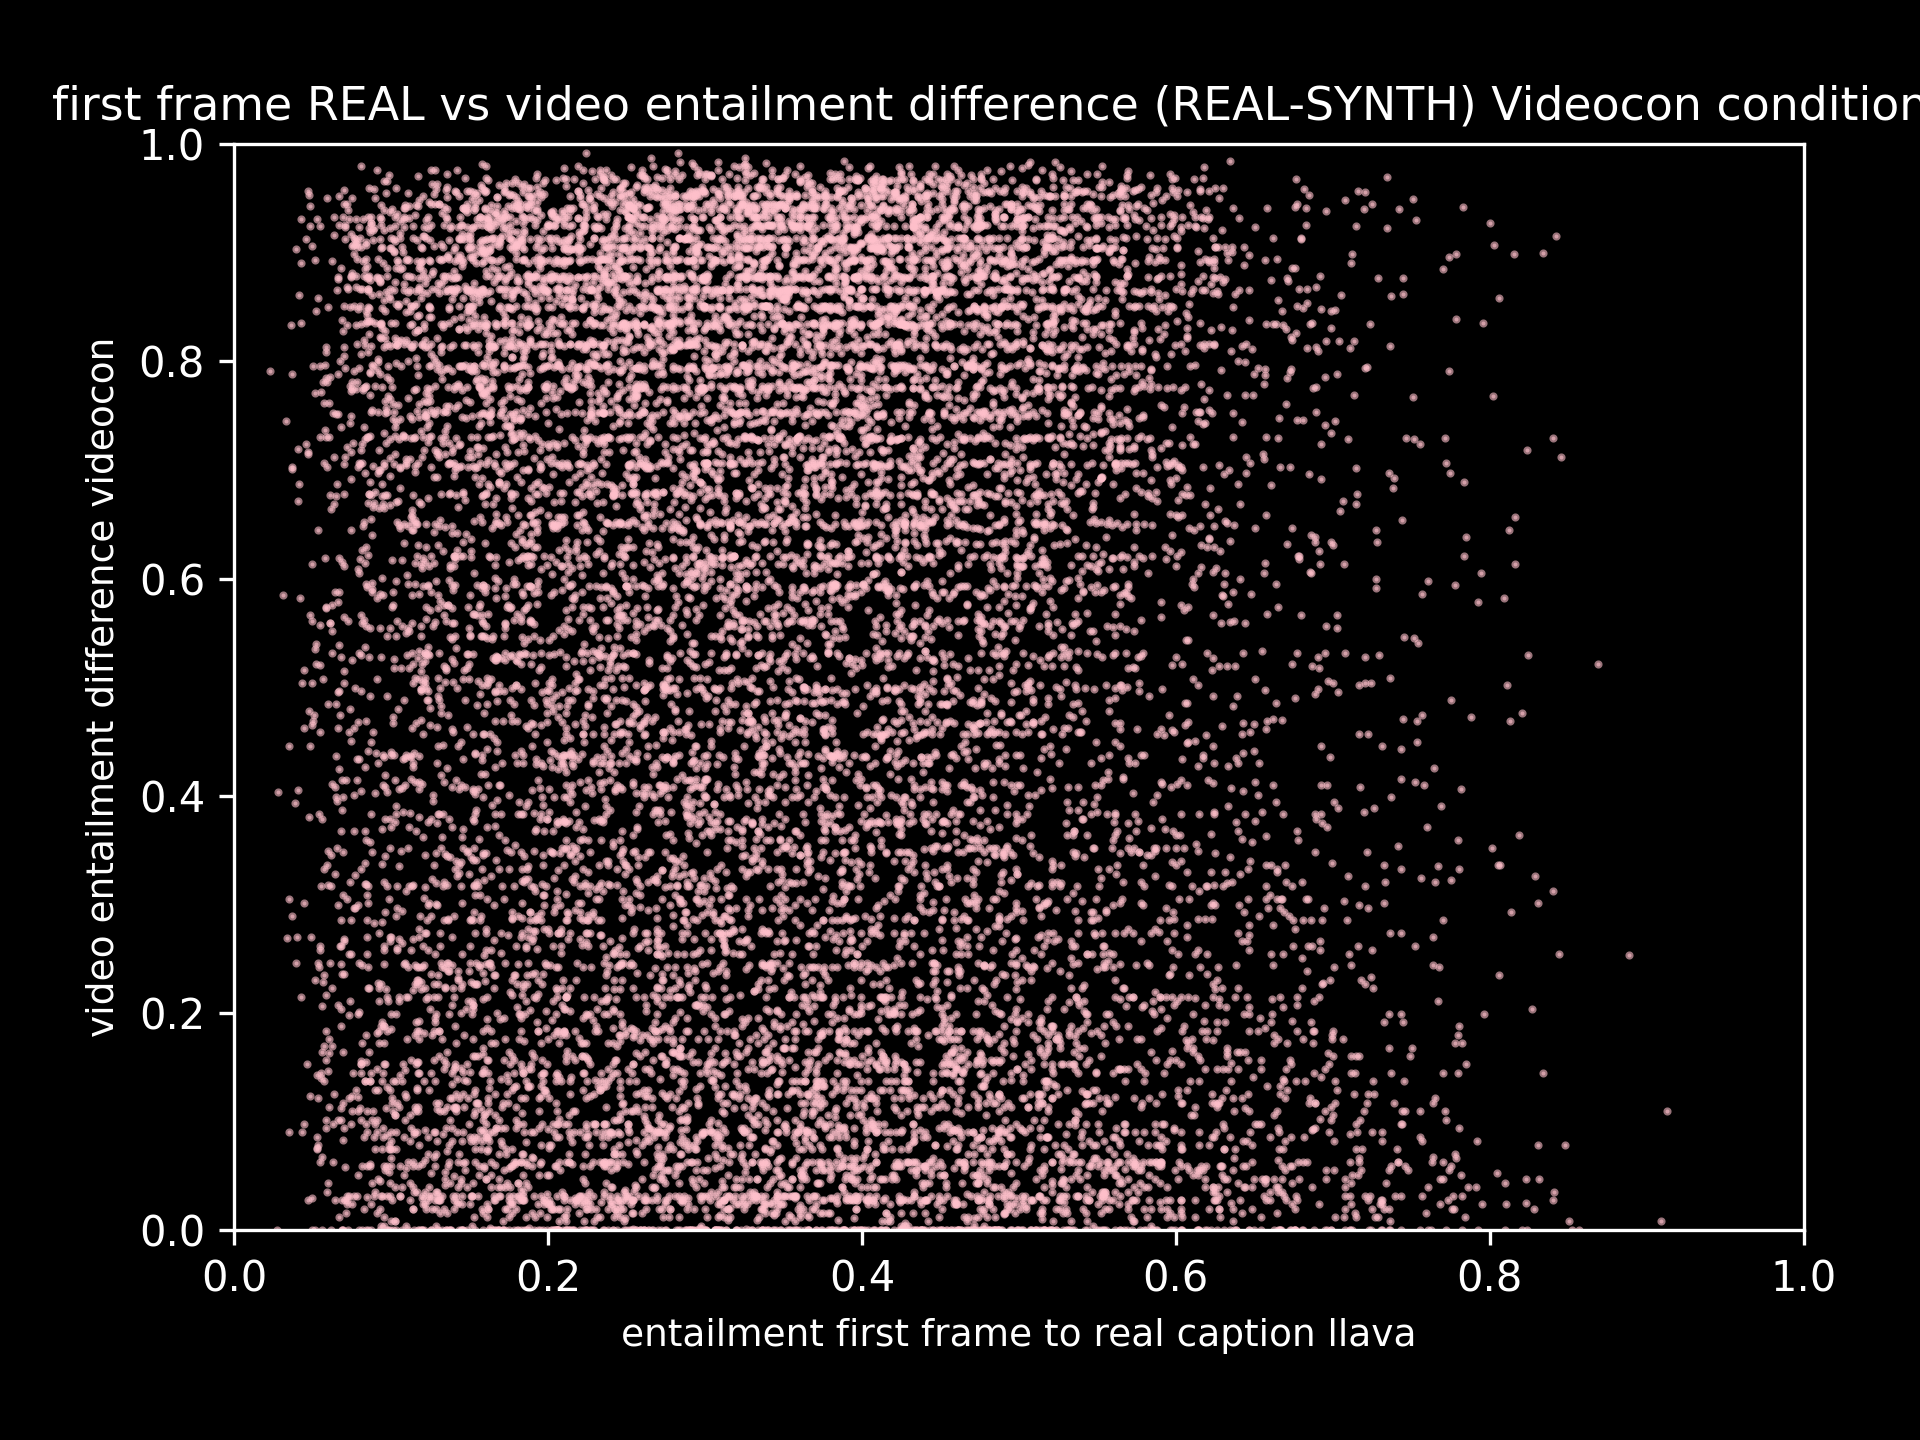 first frame REAL vs video entailment difference (REAL-SYNTH) Videocon condition
1.0
0.8
0.6
0.4
0.2
0.0
video entailment difference videocon
0.0 0.2 0.4 0.6 0.8 1.0
entailment first frame to real caption llava